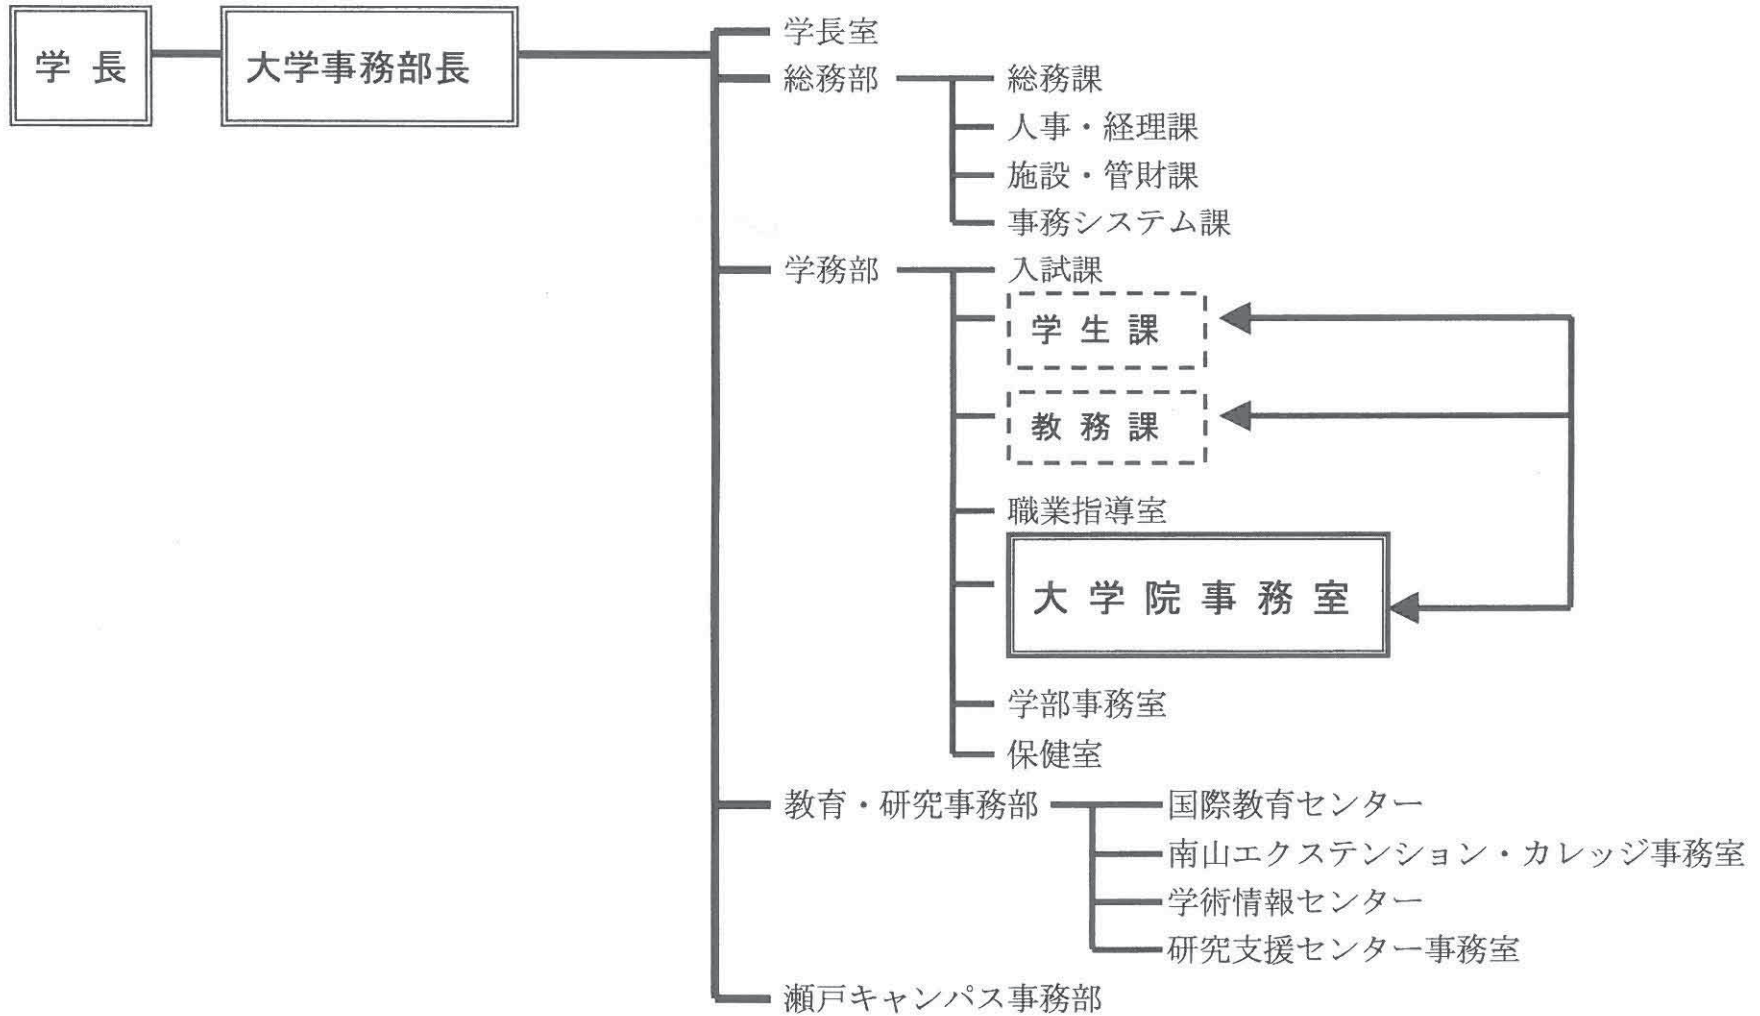 学長
大学事務部長
学長室
総務部
総務課
人事・経理課
施設・管財課
事務システム課
学務部
入試課
学生課
教務課
職業指導室
大学院事務室
学部事務室
保健室
教育・研究事務部
国際教育センター
南山エクステンション・カレッジ事務室
学術情報センター
研究支援センター事務室
瀬戸キャンパス事務部